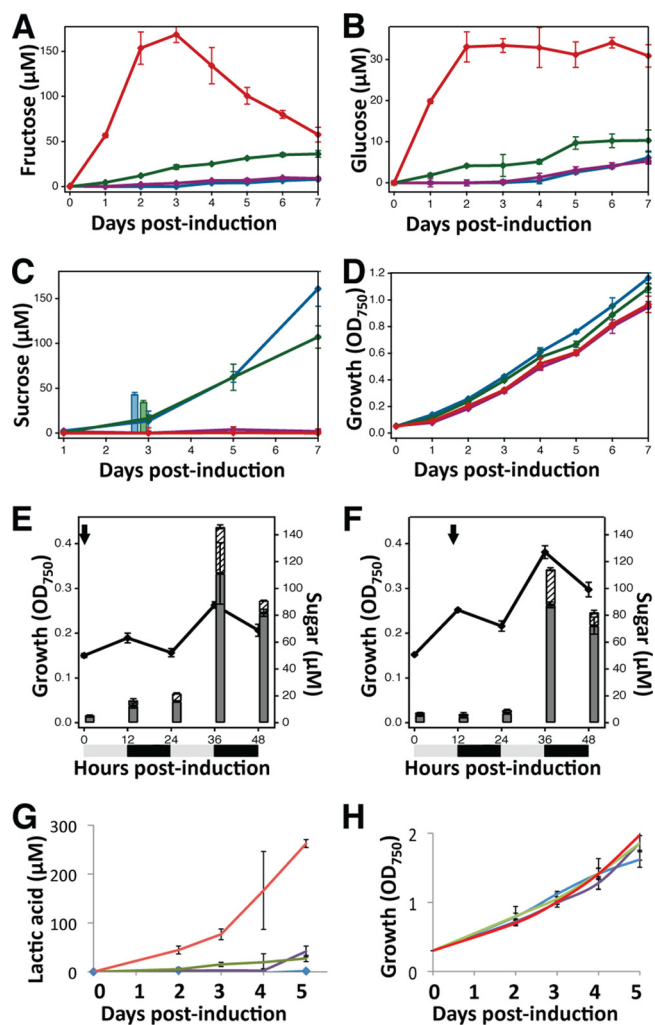 A
B
Fructose (μM)
150
100
50
0
0 1 2 3 4 5 6 7
Days post-induction
Glucose (μM)
30
20
10
0
0 1 2 3 4 5 6 7
Days post-induction
C
D
Sucrose (μM)
150
100
50
0
1 2 3 4 5 6 7
Days post-induction
Growth (OD750)
1.2
1.0
0.8
0.6
0.4
0.2
0.0
0 1 2 3 4 5 6 7
Days post-induction
E
F
Growth (OD750)
0.4
0.3
0.2
0.1
0.0
140
120
100
80
60
40
20
0
Sugar (μM)
0 12 24 36 48
Hours post-induction
Growth (OD750)
0.4
0.3
0.2
0.1
0.0
140
120
100
80
60
40
20
0
Sugar (μM)
0 12 24 36 48
Hours post-induction
G
H
Lactic acid (μM)
300
200
100
0
0 1 2 3 4 5
Days post-induction
Growth (OD750)
2
1
0
0 1 2 3 4 5
Days post-induction